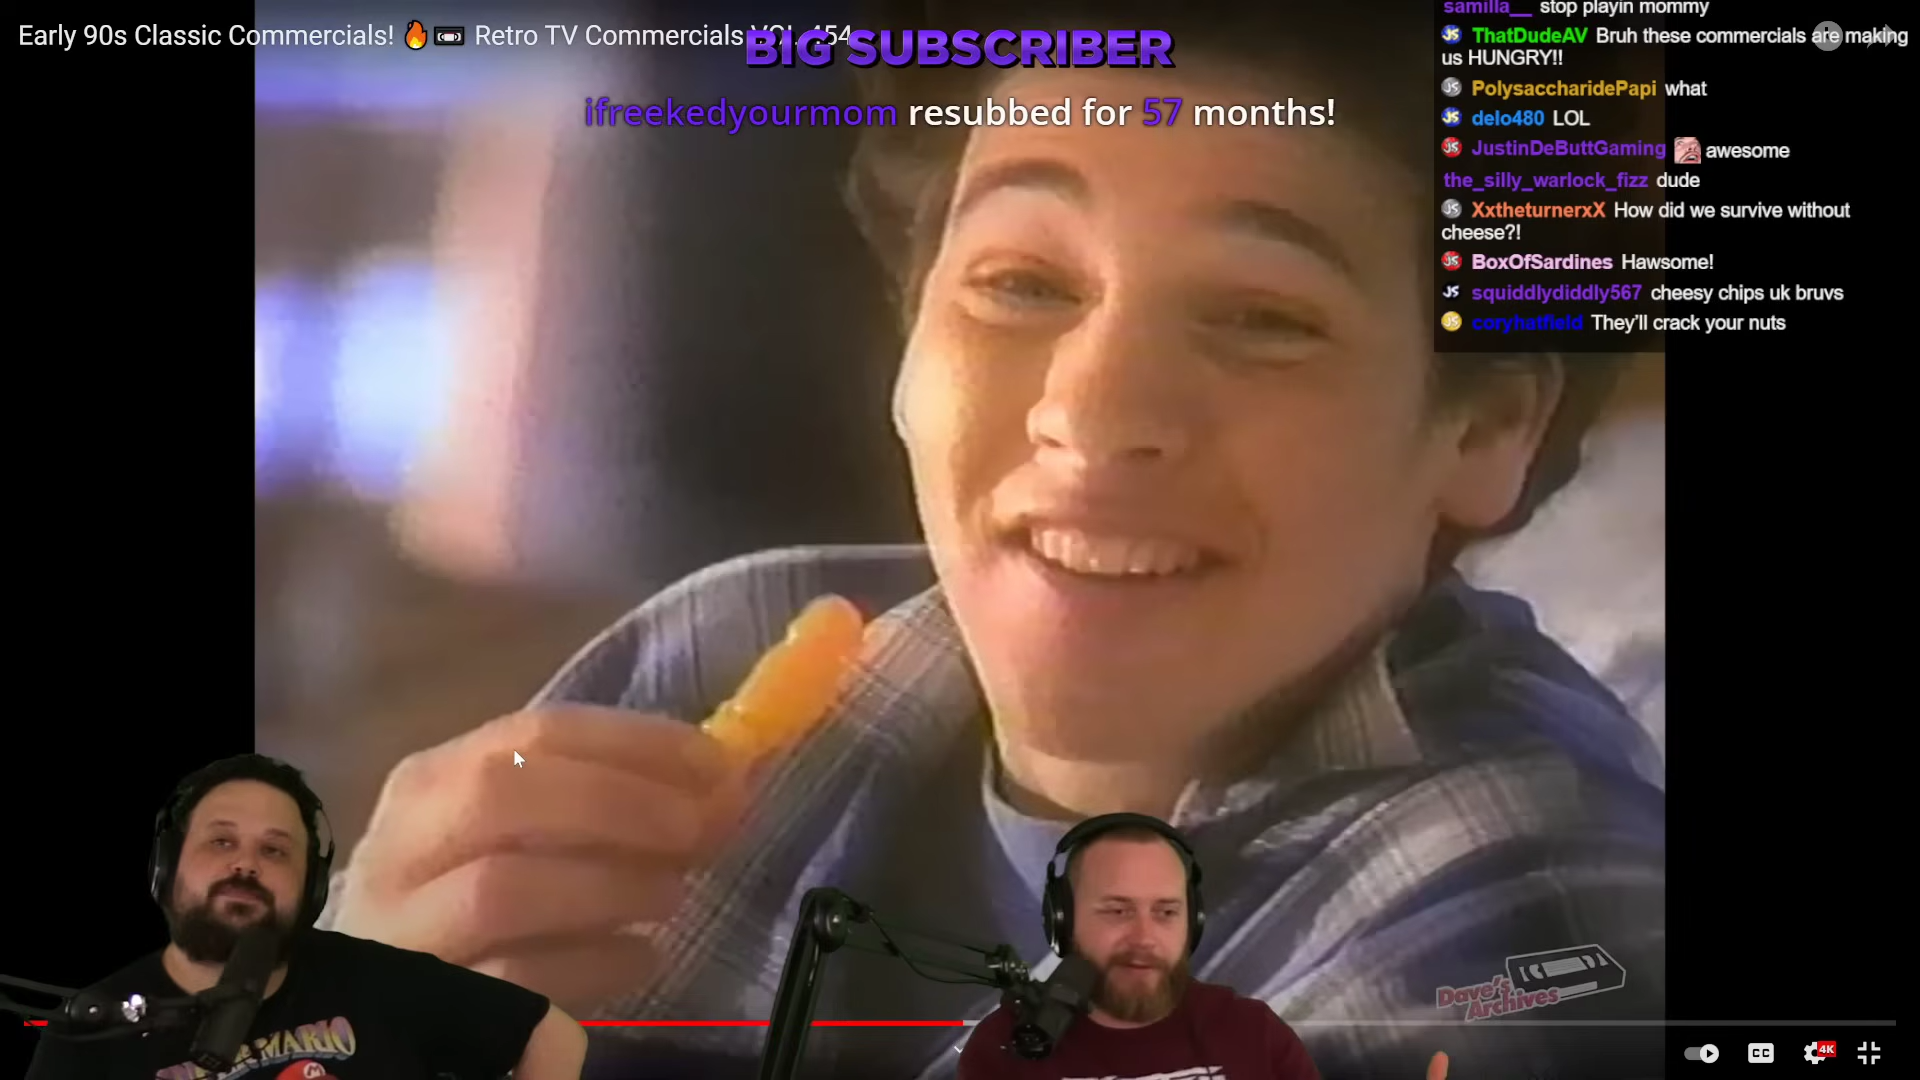 Early 90s Classic Commercials! 🔥📼 Retro TV Commercials VOL 454
BIG SUBSCRIBER
ifreekedyourmom resubbed for 57 months!
samilla__ stop playin mommy
ThatDudeAV Bruh these commercials are making
us HUNGRY!!
PolysaccharidePapi what
delo480 LOL
JustinDeButtGaming awesome
the_silly_warlock_fizz dude
XxtheturnerxX How did we survive without
cheese?!
BoxOfSardines Hawsome!
squiddlydiddly567 cheesy chips uk bruvs
coryhatfield They'll crack your nuts
Dave's
Archives
MARIO
CC
4K